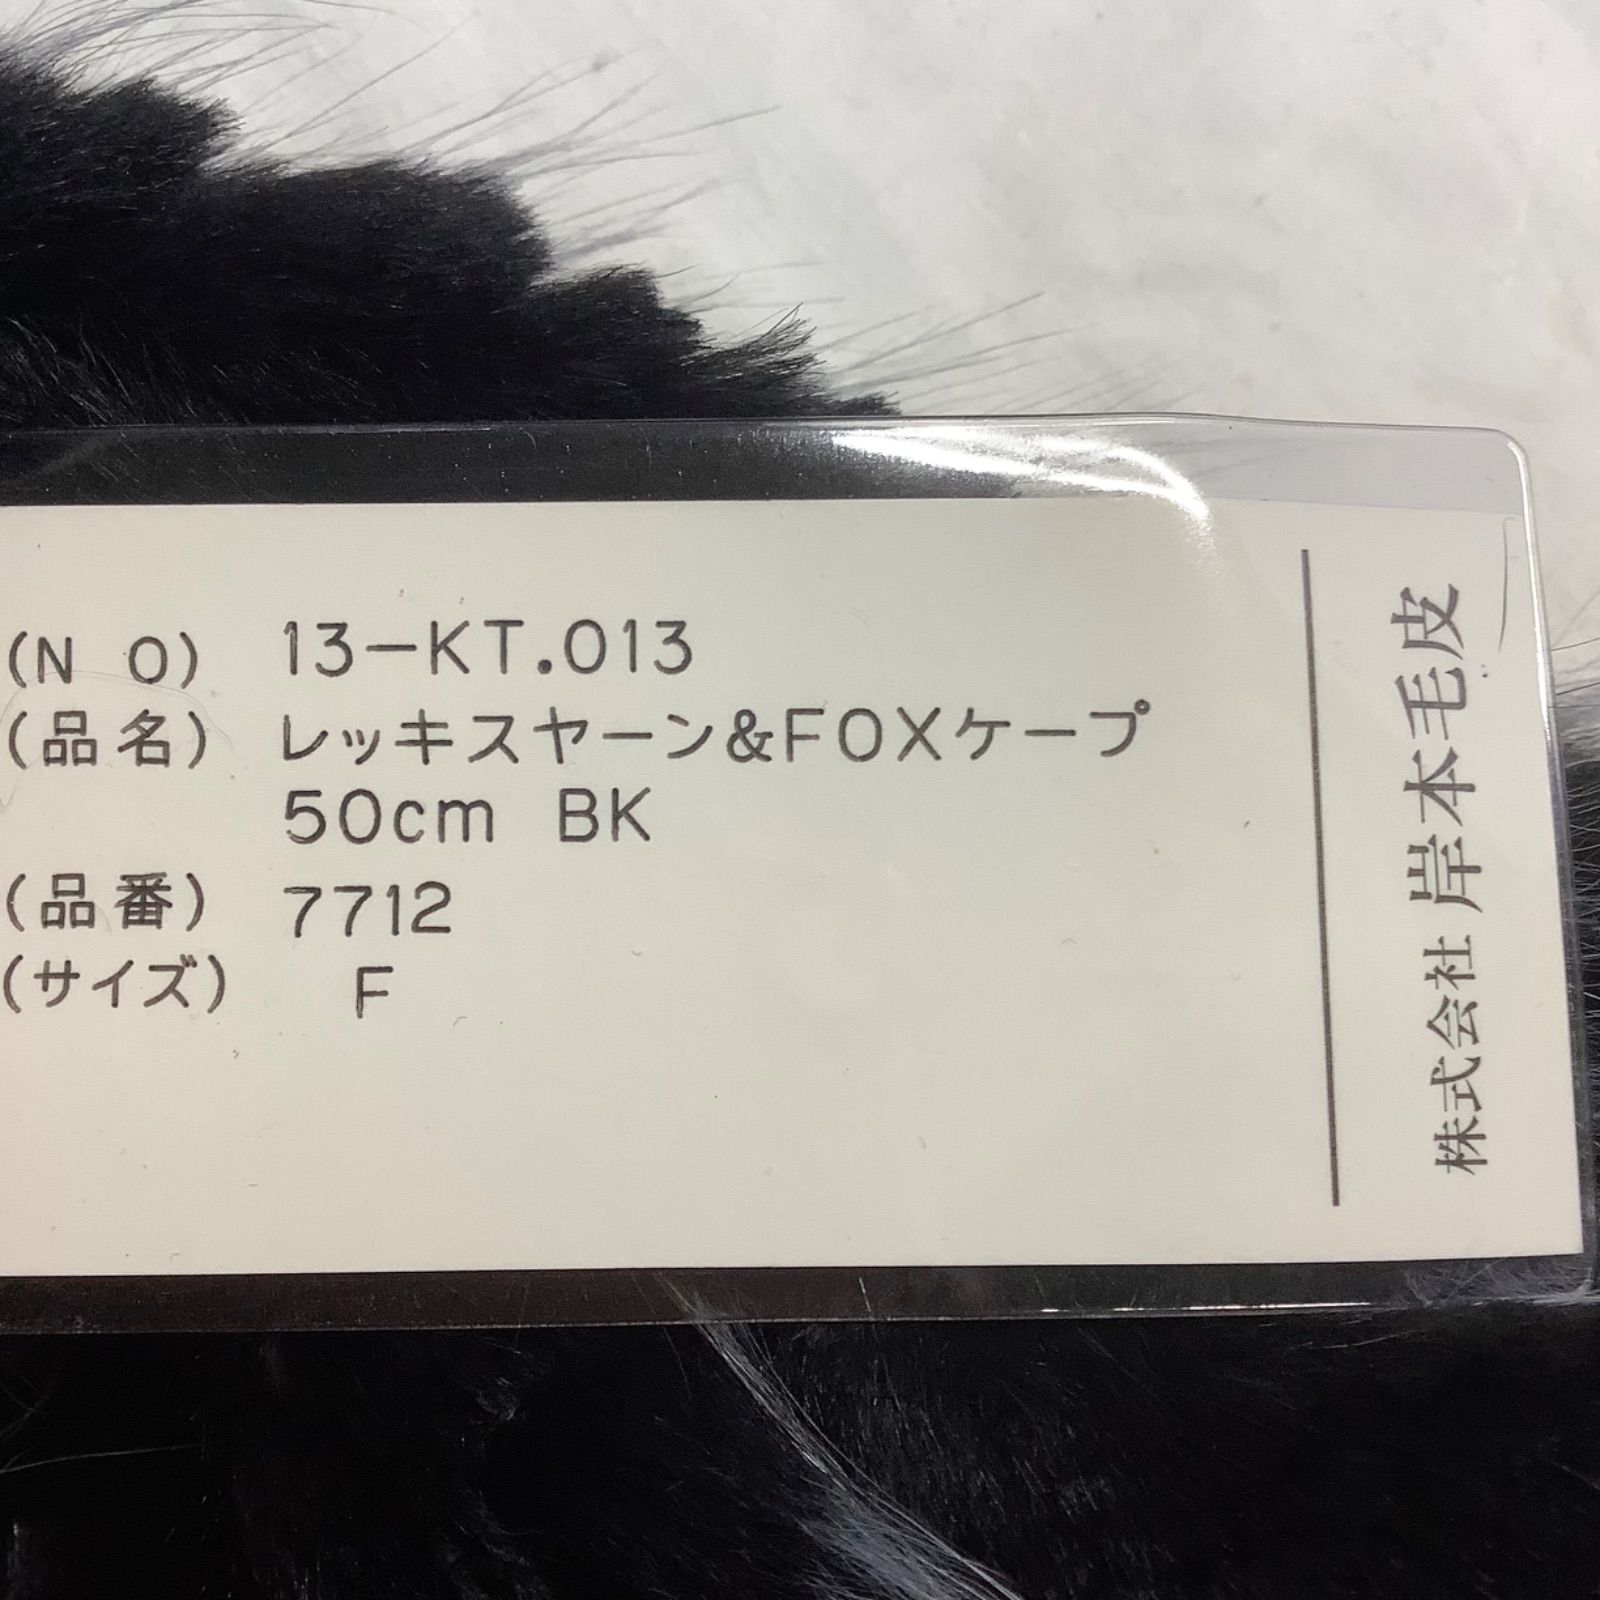 (NO) 13-KT.013
(品名) レッキスヤーン&FOXケープ
50cm BK
(品番) 7712
(サイズ) F
株式会社 岸本毛皮